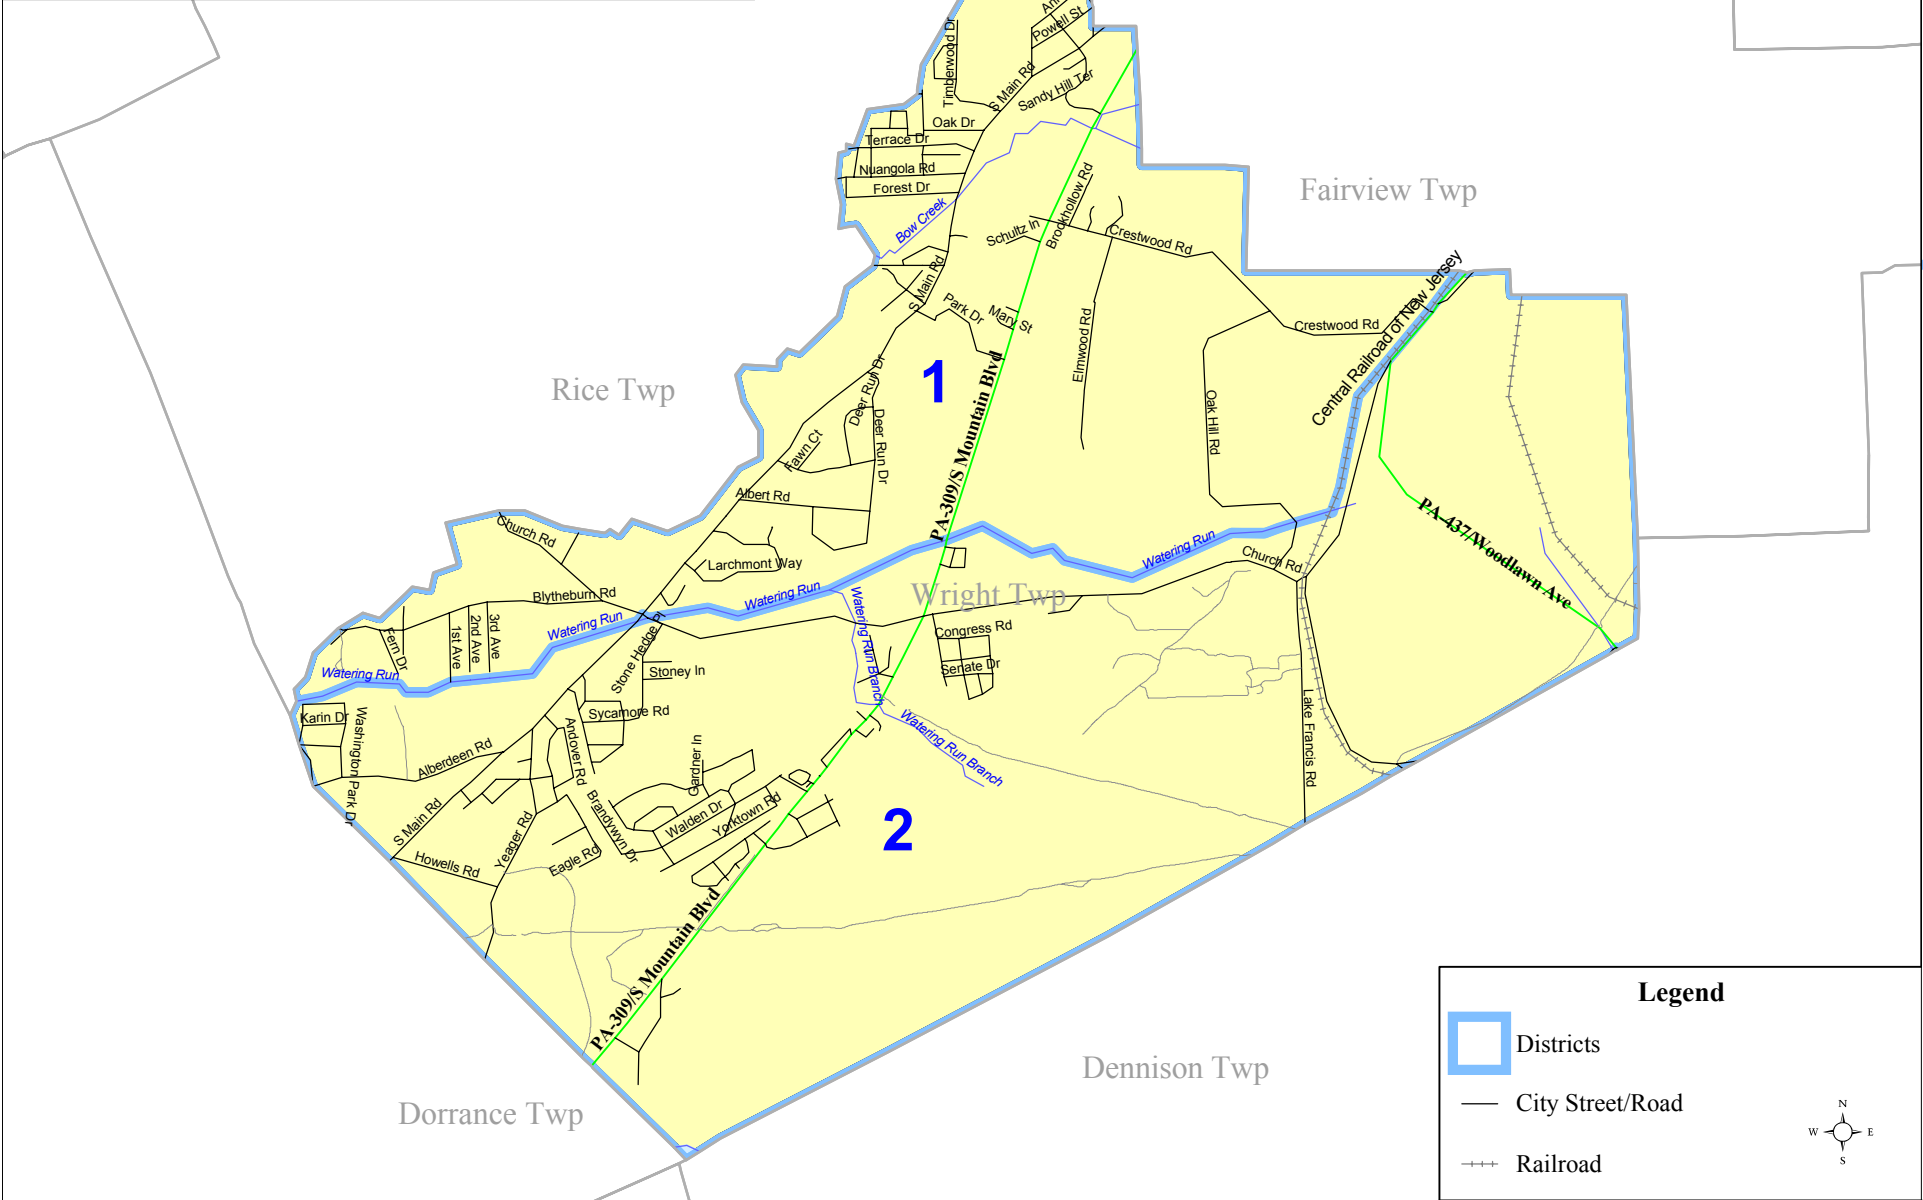 Powell St
Timberwood Dr
S Main Rd
Sandy Hill Ter
Oak Dr
Terrace Dr
Nuangola Rd
Forest Dr
Bow Creek
Brookhollow Rd
Schultz ln
Crestwood Rd
Fairview Twp
S Main Rd
Park Dr
Mary St
Elmwood Rd
Crestwood Rd
Central Railroad of New Jersey
Rice Twp
1
Deer Run Dr
Deer Run Dr
Fawn Ct
PA-309/S Mountain Blvd
Oak Hill Rd
Albert Rd
Church Rd
PA-437/Woodlawn Ave
Larchmont Way
Watering Run
Church Rd
Blytheburn Rd
Watering Run
Watering Run
Wright Twp
Watering Run Branch
Fern Dr
1st Ave
2nd Ave
3rd Ave
Stone Hedge Pl
Congress Rd
Senate Dr
Stoney ln
Watering Run
Karin Dr
Washington Park Dr
Sycamore Rd
Andover Rd
Alberdeen Rd
Gardner ln
Watering Run Branch
Lake Francis Rd
S Main Rd
Brandywyn Dr
Walden Dr
Yorktown Rd
2
Yeager Rd
Howells Rd
Eagle Rd
PA-309/S Mountain Blvd
Dennison Twp
Dorrance Twp
Legend
Districts
City Street/Road
Railroad
N
W E
S